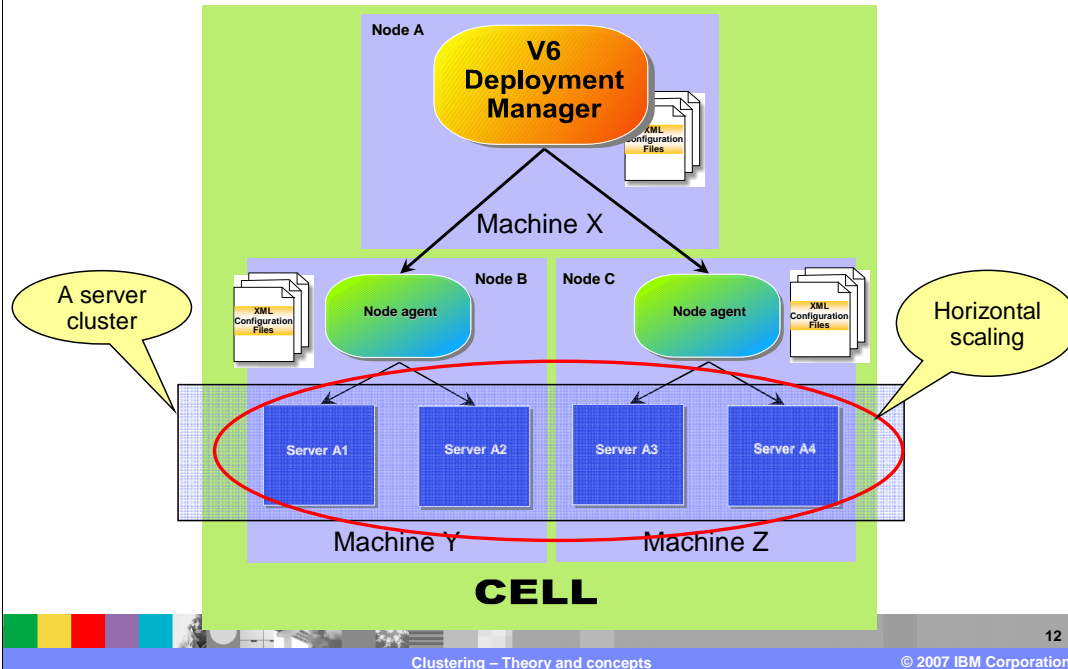 Node A
V6
Deployment
Manager
XML
Configuration
Files
Machine X
Node B
Node C
A server
cluster
XML
Configuration
Files
Node agent
Node agent
XML
Configuration
Files
Horizontal
scaling
Server A1
Server A2
Server A3
Server A4
Machine Y
Machine Z
CELL
12
Clustering – Theory and concepts
© 2007 IBM Corporation